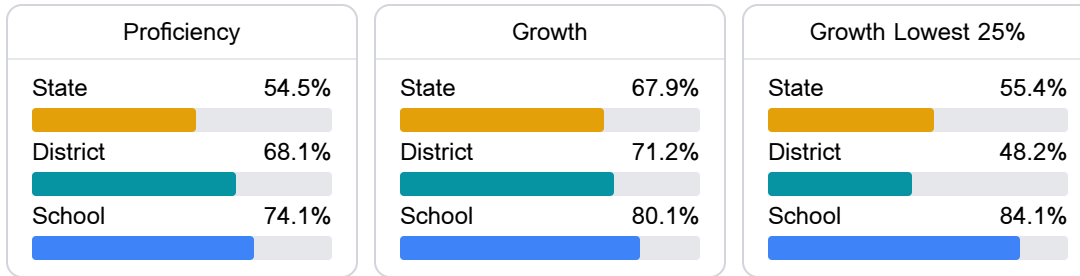 Proficiency
State 54.5%
District 68.1%
School 74.1%
Growth
State 67.9%
District 71.2%
School 80.1%
Growth Lowest 25%
State 55.4%
District 48.2%
School 84.1%